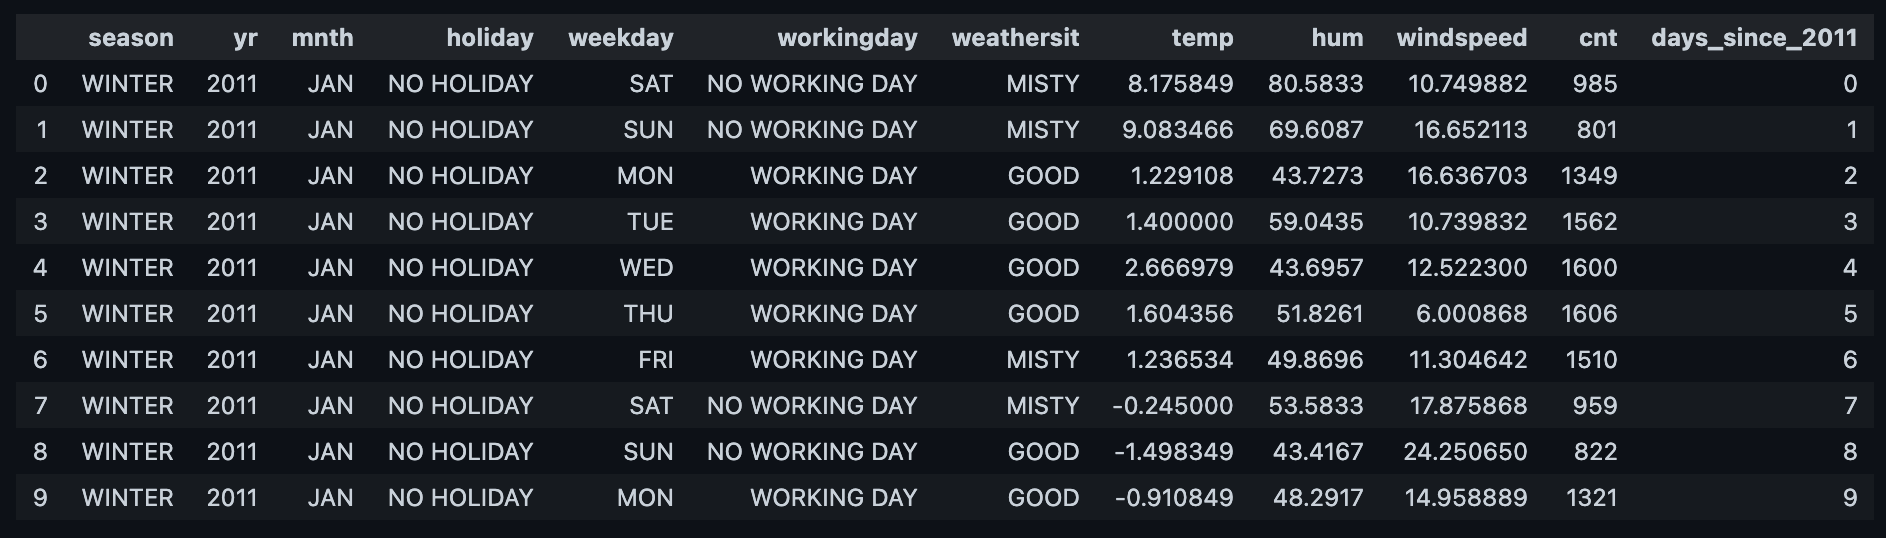 season yr mnth holiday weekday workingday weathersit temp hum windspeed cnt days_since_2011
0 WINTER 2011 JAN NO HOLIDAY SAT NO WORKING DAY MISTY 8.175849 80.5833 10.749882 985 0
1 WINTER 2011 JAN NO HOLIDAY SUN NO WORKING DAY MISTY 9.083466 69.6087 16.652113 801 1
2 WINTER 2011 JAN NO HOLIDAY MON WORKING DAY GOOD 1.229108 43.7273 16.636703 1349 2
3 WINTER 2011 JAN NO HOLIDAY TUE WORKING DAY GOOD 1.400000 59.0435 10.739832 1562 3
4 WINTER 2011 JAN NO HOLIDAY WED WORKING DAY GOOD 2.666979 43.6957 12.522300 1600 4
5 WINTER 2011 JAN NO HOLIDAY THU WORKING DAY GOOD 1.604356 51.8261 6.000868 1606 5
6 WINTER 2011 JAN NO HOLIDAY FRI WORKING DAY MISTY 1.236534 49.8696 11.304642 1510 6
7 WINTER 2011 JAN NO HOLIDAY SAT NO WORKING DAY MISTY -0.245000 53.5833 17.875868 959 7
8 WINTER 2011 JAN NO HOLIDAY SUN NO WORKING DAY GOOD -1.498349 43.4167 24.250650 822 8
9 WINTER 2011 JAN NO HOLIDAY MON WORKING DAY GOOD -0.910849 48.2917 14.958889 1321 9